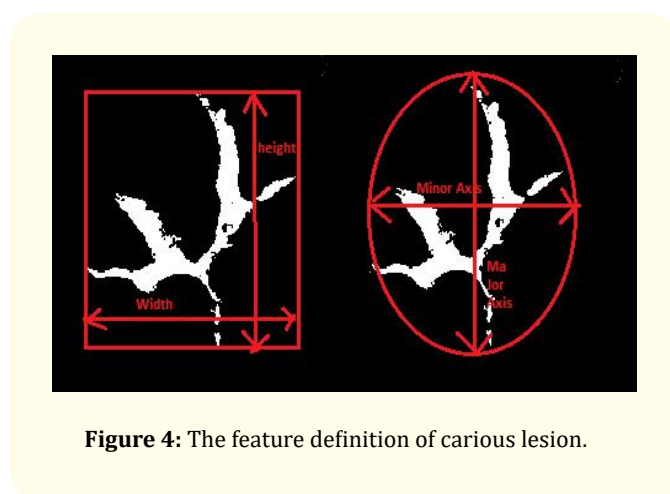 height
Width
Minor Axis
Ma
Jor
Axis
Figure 4: The feature definition of carious lesion.